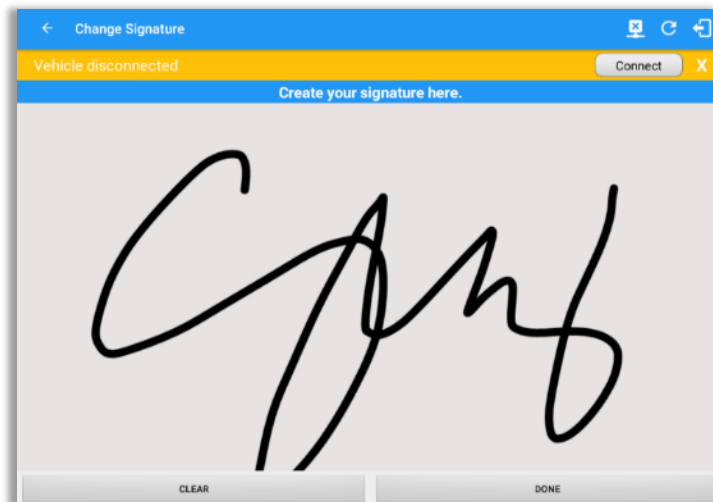 Change Signature
Vehicle disconnected
Connect
X
Create your signature here.
CLEAR
DONE